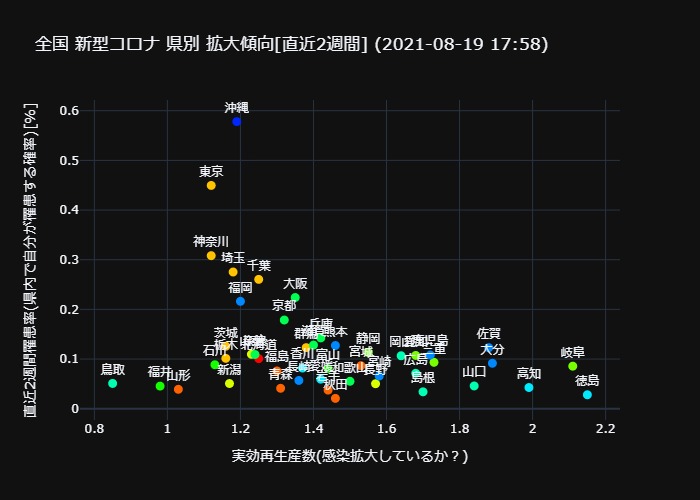 全国 新型コロナ 県別 拡大傾向[直近2週間] (2021-08-19 17:58)
直近2週間罹患率(県内で自分が罹患する確率)[%]
0.6
0.5
0.4
0.3
0.2
0.1
0
沖縄
東京
神奈川
埼玉
千葉
福岡
大阪
京都
兵庫
茨城
栃木
石川
熊本
静岡
佐賀
大分
岐阜
鳥取
福井
山形
新潟
福島
青森
香川
富山
宮城
宮崎
長野
秋田
広島
島根
山口
高知
徳島
0.8
1
1.2
1.4
1.6
1.8
2
2.2
実効再生産数(感染拡大しているか？)